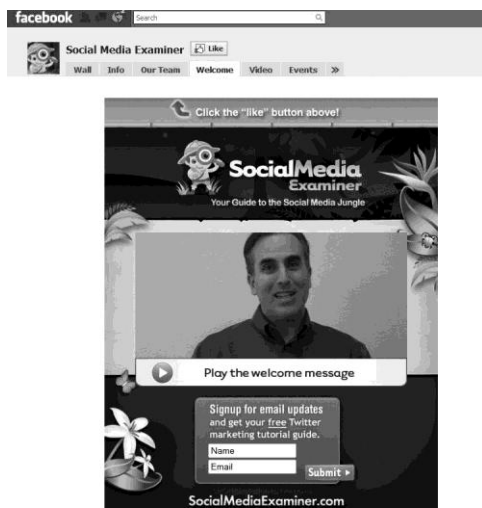 facebook
Search
Social Media Examiner Like
Wall Info Our Team Welcome Video Events »
Click the "like" button above!
SocialMedia
Examiner
Your Guide to the Social Media Jungle
Play the welcome message
Signup for email updates
and get your free Twitter
marketing tutorial guide.
Name
Email
Submit
SocialMediaExaminer.com